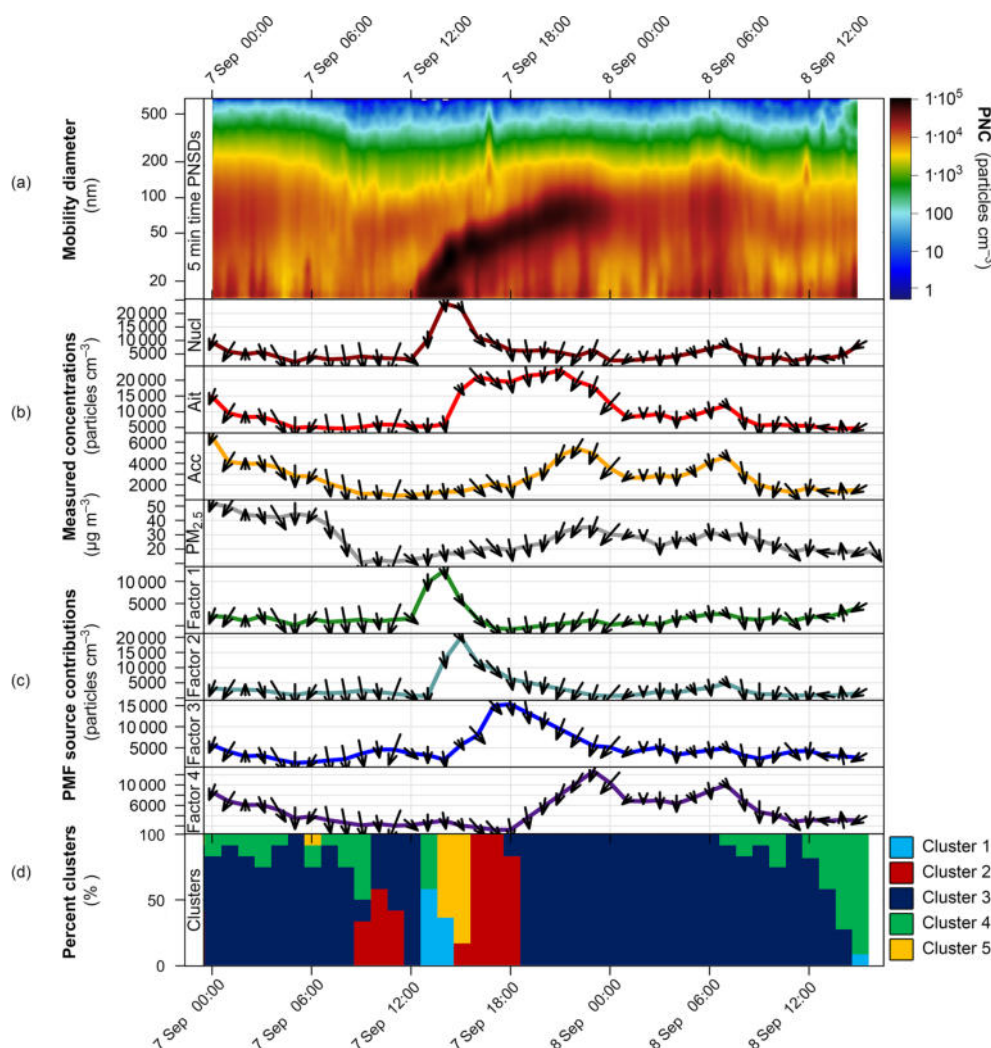 7 Sep 00:00
7 Sep 06:00
7 Sep 12:00
7 Sep 18:00
8 Sep 00:00
8 Sep 06:00
8 Sep 12:00
(a)
Mobility diameter
(nm)
500
200
100
50
20
5 min time PNSDs
1·10⁵
1·10⁴
1·10³
100
10
1
PNC
(particles cm⁻³)
(b)
Measured concentrations
(μg m⁻³)
(particles cm⁻³)
20 000
15 000
10 000
5000
Nucl
20 000
15 000
10 000
5000
Ait
6000
4000
2000
Acc
50
40
30
20
PM₂.₅
(c)
PMF source contributions
(particles cm⁻³)
10 000
5000
Factor 1
20 000
15 000
10 000
5000
Factor 2
15 000
10 000
5000
Factor 3
10 000
6000
Factor 4
(d)
Percent clusters
(%)
100
50
0
Clusters
Cluster 1
Cluster 2
Cluster 3
Cluster 4
Cluster 5
7 Sep 00:00
7 Sep 06:00
7 Sep 12:00
7 Sep 18:00
8 Sep 00:00
8 Sep 06:00
8 Sep 12:00